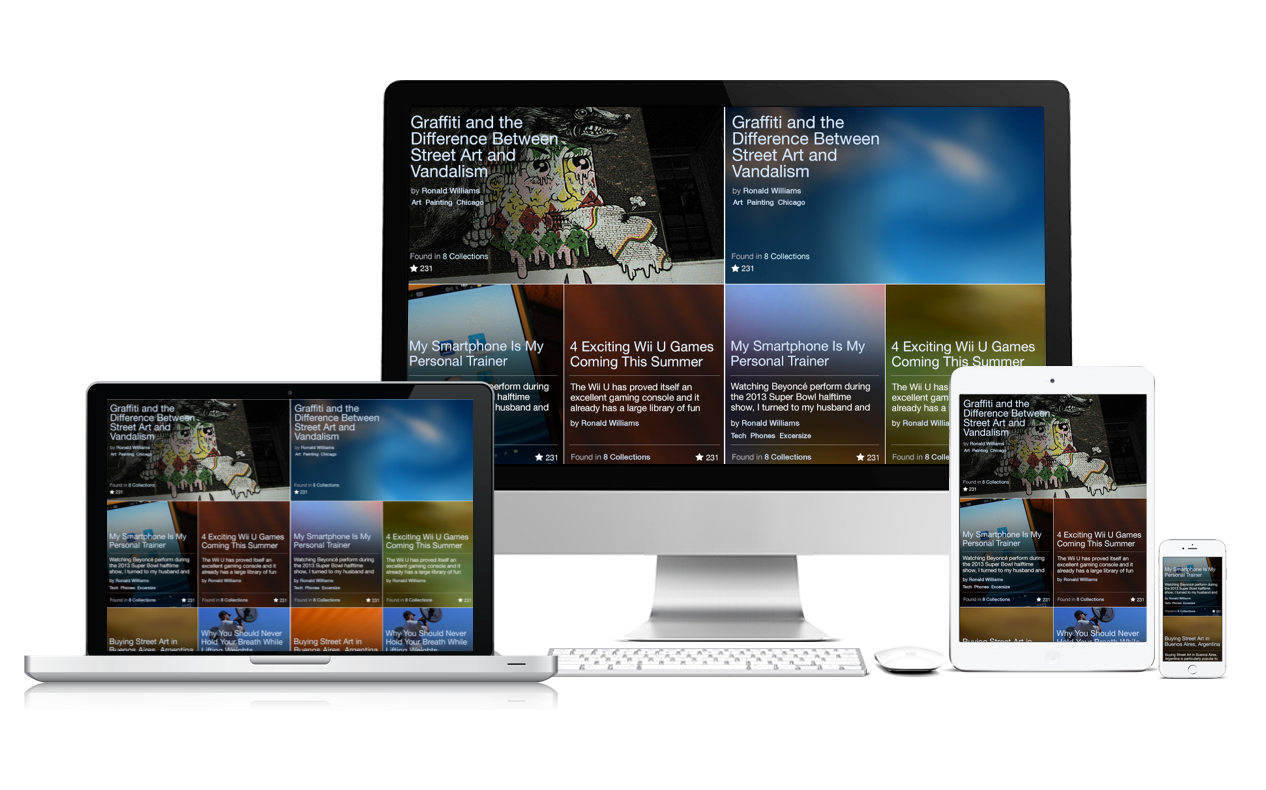 Graffiti and the
Difference Between
Street Art and
Vandalism
by Ronald Williams
Art Painting Chicago
Found in 8 Collections
★ 231
Graffiti and the
Difference Between
Street Art and
Vandalism
by Ronald Williams
Art Painting Chicago
Found in 8 Collections
★ 231
My Smartphone Is My
Personal Trainer
perform during
halftime
husband and
★ 231
4 Exciting Wii U Games
Coming This Summer
The Wii U has proved itself an
excellent gaming console and it
already has a large library of fun
by Ronald Williams
Found in 8 Collections
★ 231
My Smartphone Is My
Personal Trainer
Watching Beyoncé perform during
the 2013 Super Bowl halftime
show, I turned to my husband and
by Ronald Williams
Tech Phones Excersize
Found in 8 Collections
★ 231
4 Exciting Wii U Games
Coming This Summer
The Wii U has
excellent gam
already has a
by Ronald Willia
Found in 8 Colle
Graffiti and the
Difference Between
Street Art and
Vandalism
by Ronald Williams
Art Painting Chicago
Found in 8 Collections
★ 231
Graffiti and the
Difference Between
Street Art and
Vandalism
by Ronald Williams
Art Painting Chicago
Found in 8 Collections
★ 231
My Smartphone Is My
Personal Trainer
Watching Beyoncé perform during
the 2013 Super Bowl halftime
show, I turned to my husband and
by Ronald Williams
Tech Phones Excersize
Found in 8 Collections
★ 231
4 Exciting Wii U Games
Coming This Summer
The Wii U has proved itself an
excellent gaming console and it
already has a large library of fun
by Ronald Williams
Found in 8 Collections
★ 231
My Smartphone Is My
Personal Trainer
Watching Beyoncé perform during
the 2013 Super Bowl halftime
show, I turned to my husband and
by Ronald Williams
Tech Phones Excersize
Found in 8 Collections
★ 231
4 Exciting Wii U Games
Coming This Summer
The Wii U has proved itself an
excellent gaming console and it
already has a large library of fun
by Ronald Williams
Found in 8 Collections
★ 231
Buying Street Art in
Buenos Aires, Argentina
Why You Should Never
Hold Your Breath While
Lifting Weights
Buying Street Art in
Buenos Aires, Argentina
Why You Should Never
Hold Your Breath While
Lifting Weights
Graffiti and the
Difference Between
Street Art and
Vandalism
by Ronald Williams
Art Painting Chicago
Found in 8 Collections
★ 231
My Smartphone Is My
Personal Trainer
Watching Beyoncé perform during
the 2013 Super Bowl halftime
show, I turned to my husband and
by Ronald Williams
Tech Phones Excersize
Found in 8 Collections
★ 231
4 Exciting Wii U Games
Coming This Summer
The Wii U has proved itself an
excellent gaming console and it
already has a large library of fun
by Ronald Williams
Found in 8 Collections
★ 231
Buying Street Art in
Why You Should Never
Hold Your Breath While
My Smartphone Is My
Personal Trainer
Watching Beyoncé perform during
the 2013 Super Bowl halftime
show, I turned to my husband and
by Ronald Williams
Tech Phones Excersize
Found in 8 Collections
★ 231
Buying Street Art in
Buenos Aires, Argentina
Buying Street Art in Buenos Aires,
Argentina is particularly popular to